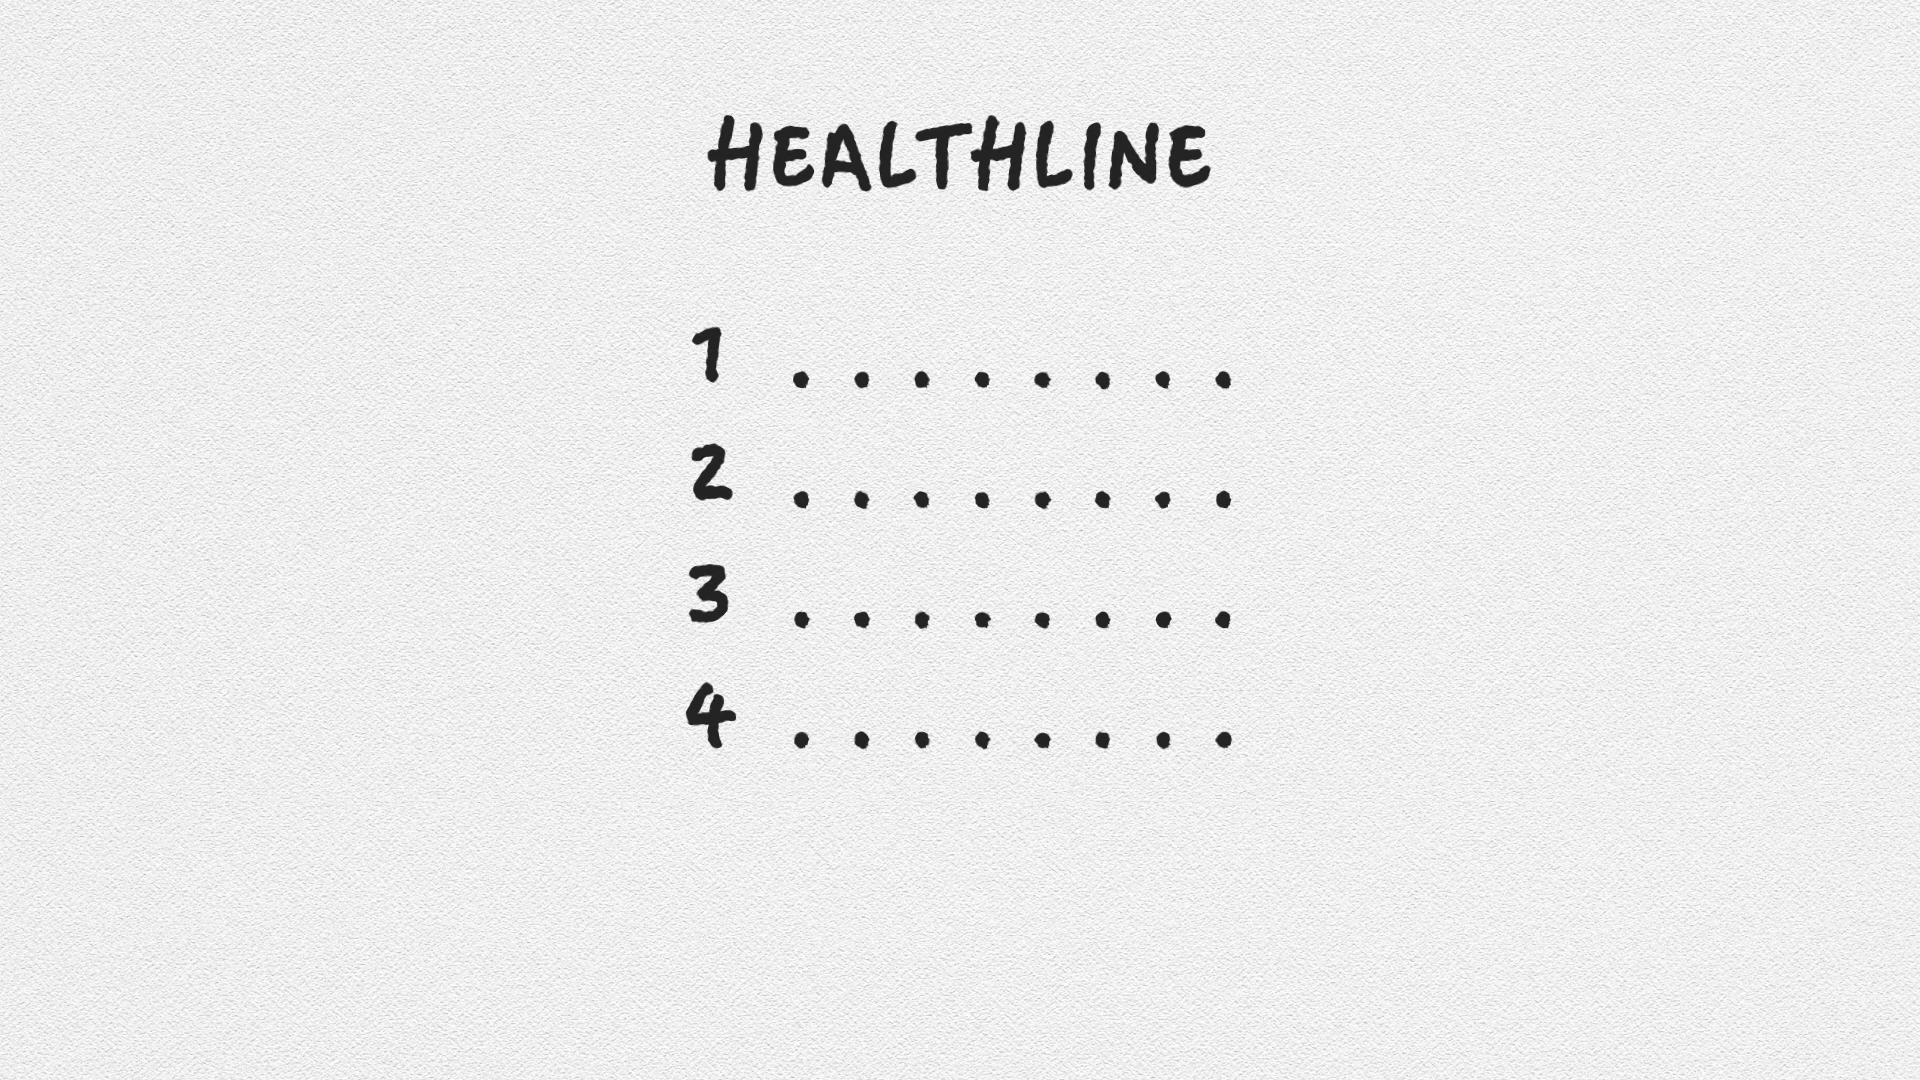 HEALTHLINE
1 . . . . . . . .
2 . . . . . . . .
3 . . . . . . . .
4 . . . . . . . .